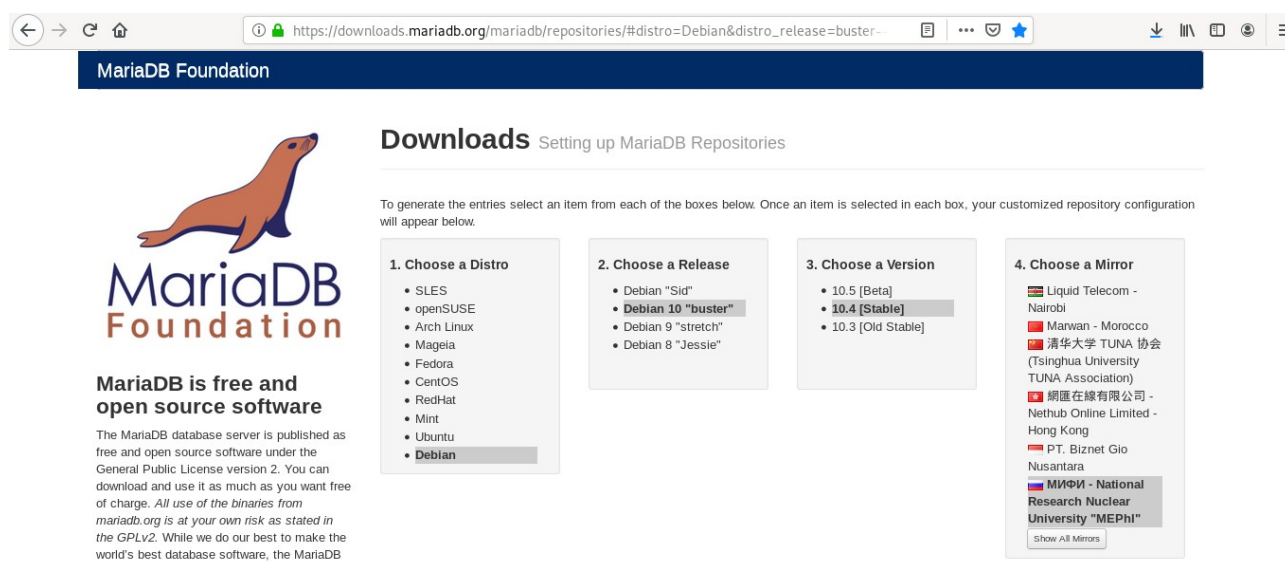 https://downloads.mariadb.org/mariadb/repositories/#distro=Debian&distro_release=buster--
MariaDB Foundation
MariaDB
Foundation
MariaDB is free and
open source software
The MariaDB database server is published as
free and open source software under the
General Public License version 2. You can
download and use it as much as you want free
of charge. All use of the binaries from
mariadb.org is at your own risk as stated in
the GPLv2. While we do our best to make the
world's best database software, the MariaDB
Downloads Setting up MariaDB Repositories
To generate the entries select an item from each of the boxes below. Once an item is selected in each box, your customized repository configuration
will appear below.
1. Choose a Distro
SLES
openSUSE
Arch Linux
Mageia
Fedora
CentOS
RedHat
Mint
Ubuntu
Debian
2. Choose a Release
Debian "Sid"
Debian 10 "buster"
Debian 9 "stretch"
Debian 8 "Jessie"
3. Choose a Version
10.5 [Beta]
10.4 [Stable]
10.3 [Old Stable]
4. Choose a Mirror
Liquid Telecom -
Nairobi
Marwan - Morocco
清华大学 TUNA 协会
(Tsinghua University
TUNA Association)
網匯在線有限公司 -
Nethub Online Limited -
Hong Kong
PT. Biznet Gio
Nusantara
МИФИ - National
Research Nuclear
University "MEPhI"
Show All Mirrors